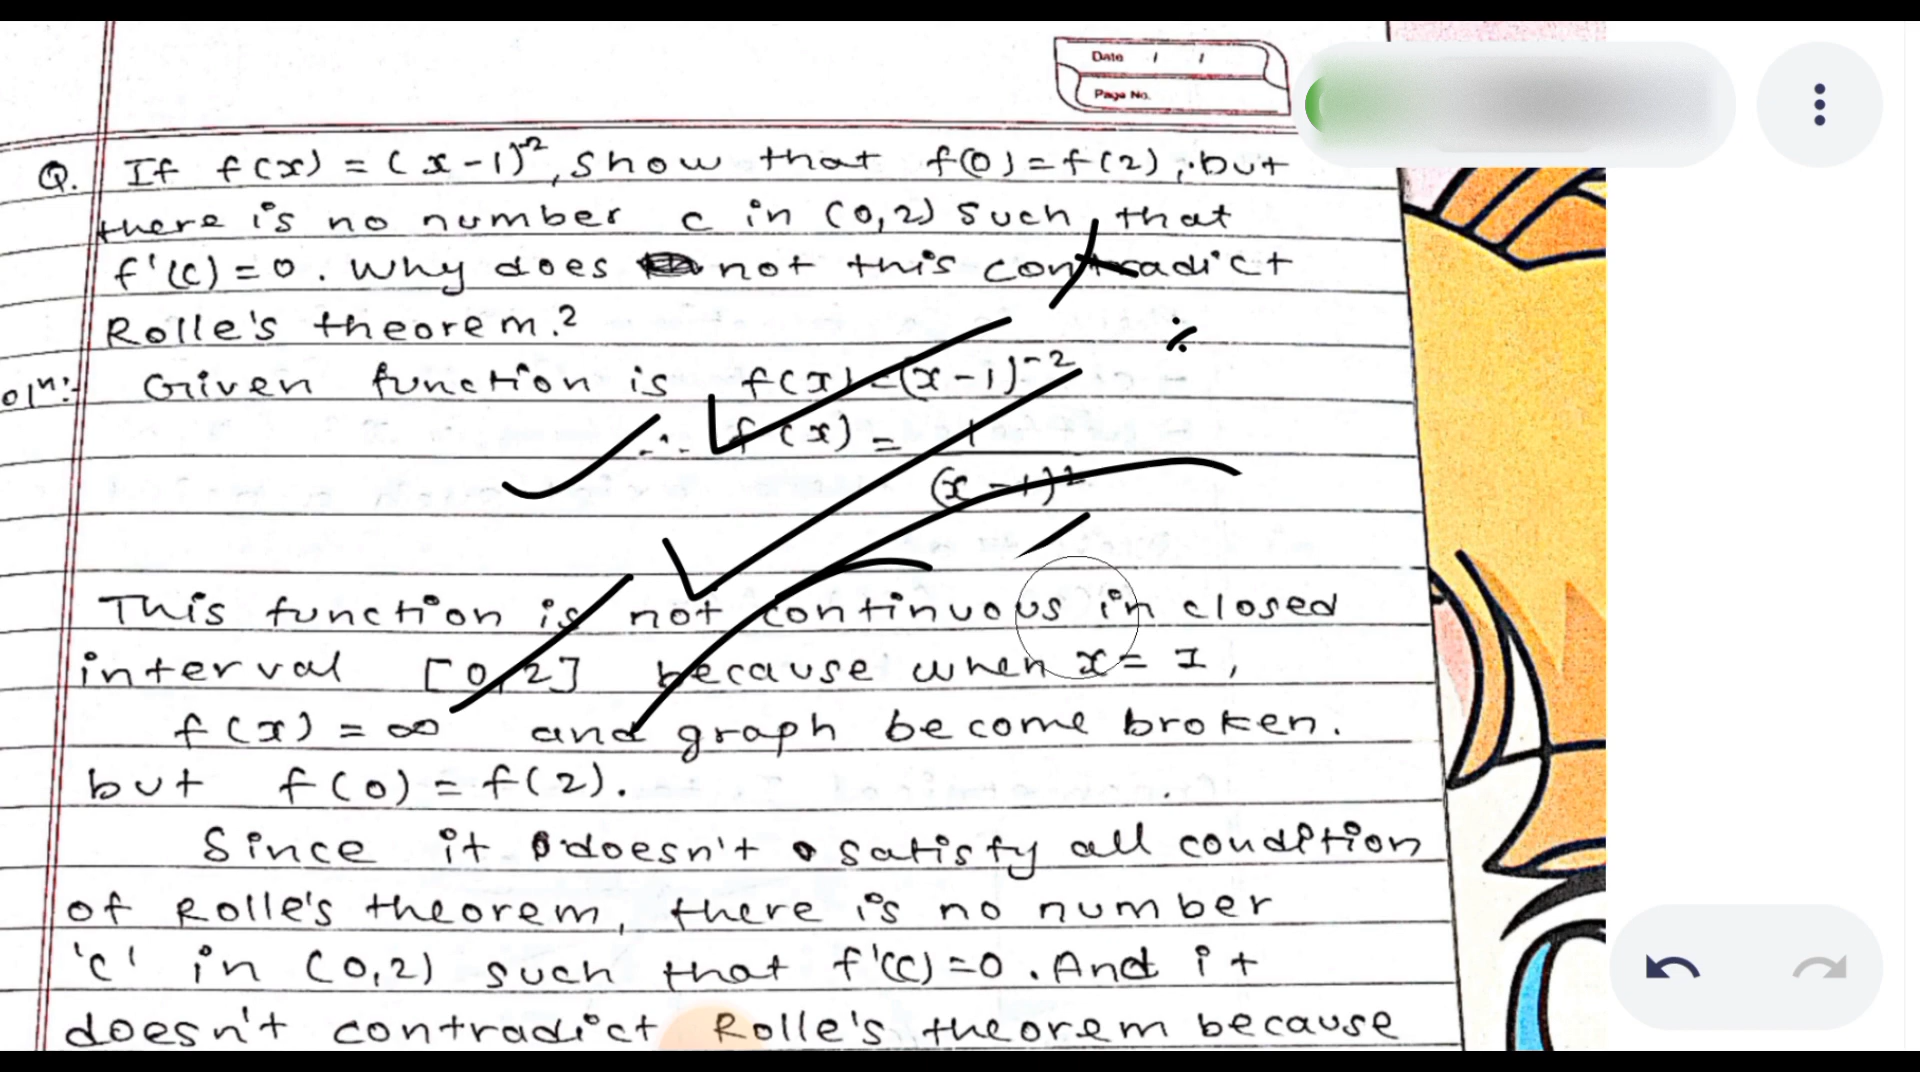 Date / /
Page No.
Q. If f(x) = (x-1)⁻², show that f(0) = f(2), but
there is no number c in (0,2) such that
f'(c) = 0. Why does not this contradict
Rolle's theorem.?
olⁿ:- Given function is f(x) = (x-1)⁻²
∴ f(x) = 1
(x-1)²
This function is not continuous in closed
interval [0,2] because when x = 1,
f(x) = ∞ and graph become broken.
but f(0) = f(2).
Since it doesn't satisfy all condition
of Rolle's theorem, there is no number
'c' in (0,2) such that f'(c) = 0. And it
doesn't contradict Rolle's theorem because